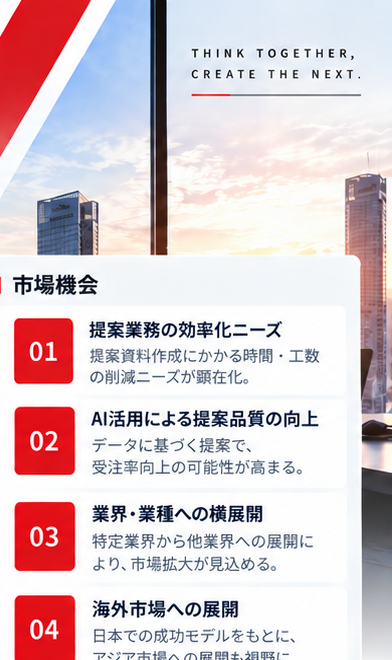 THINK TOGETHER,
CREATE THE NEXT.
市場機会
01
提案業務の効率化ニーズ
提案資料作成にかかる時間・工数
の削減ニーズが顕在化。
02
AI活用による提案品質の向上
データに基づく提案で、
受注率向上の可能性が高まる。
03
業界・業種への横展開
特定業界から他業界への展開に
より、市場拡大が見込める。
04
海外市場への展開
日本での成功モデルをもとに、
アジア市場への展開も視野に